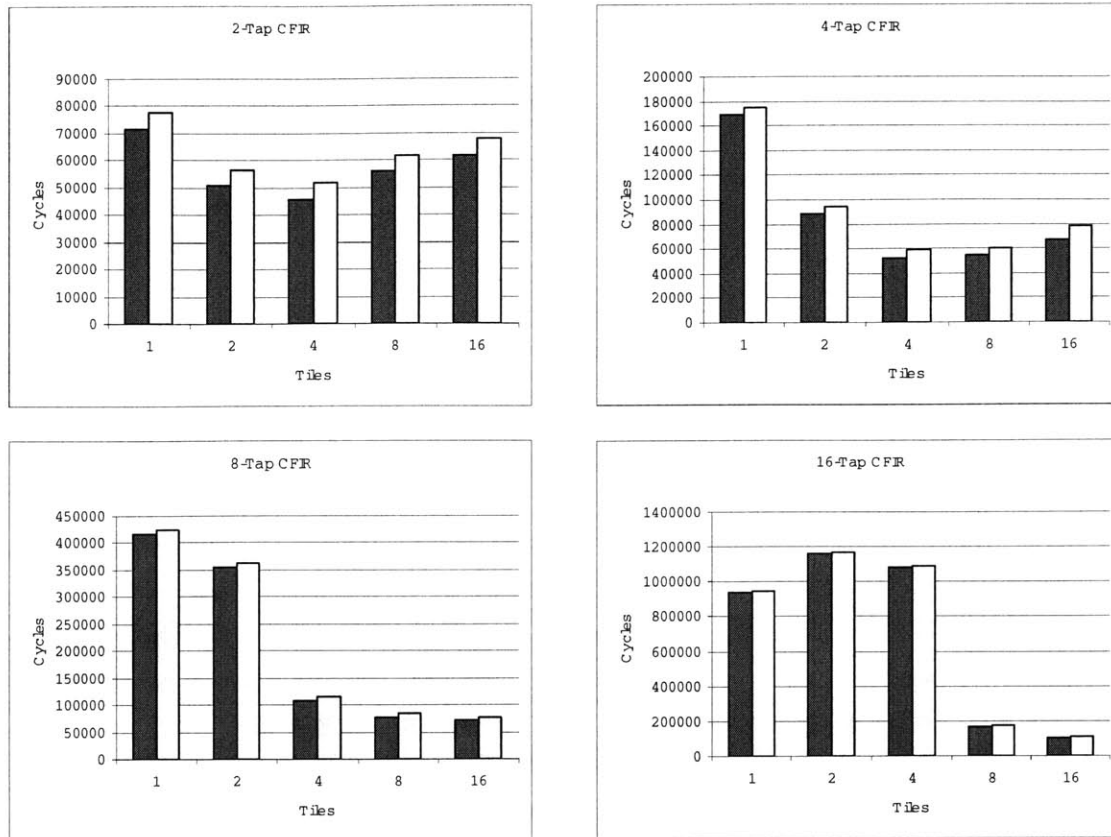 2-Tap CFIR
Cycles
90000
80000
70000
60000
50000
40000
30000
20000
10000
0
1 2 4 8 16
Tiles
4-Tap CFIR
Cycles
200000
180000
160000
140000
120000
100000
80000
60000
40000
20000
0
1 2 4 8 16
Tiles
8-Tap CFIR
Cycles
450000
400000
350000
300000
250000
200000
150000
100000
50000
0
1 2 4 8 16
Tiles
16-Tap CFIR
Cycles
1400000
1200000
1000000
800000
600000
400000
200000
0
1 2 4 8 16
Tiles